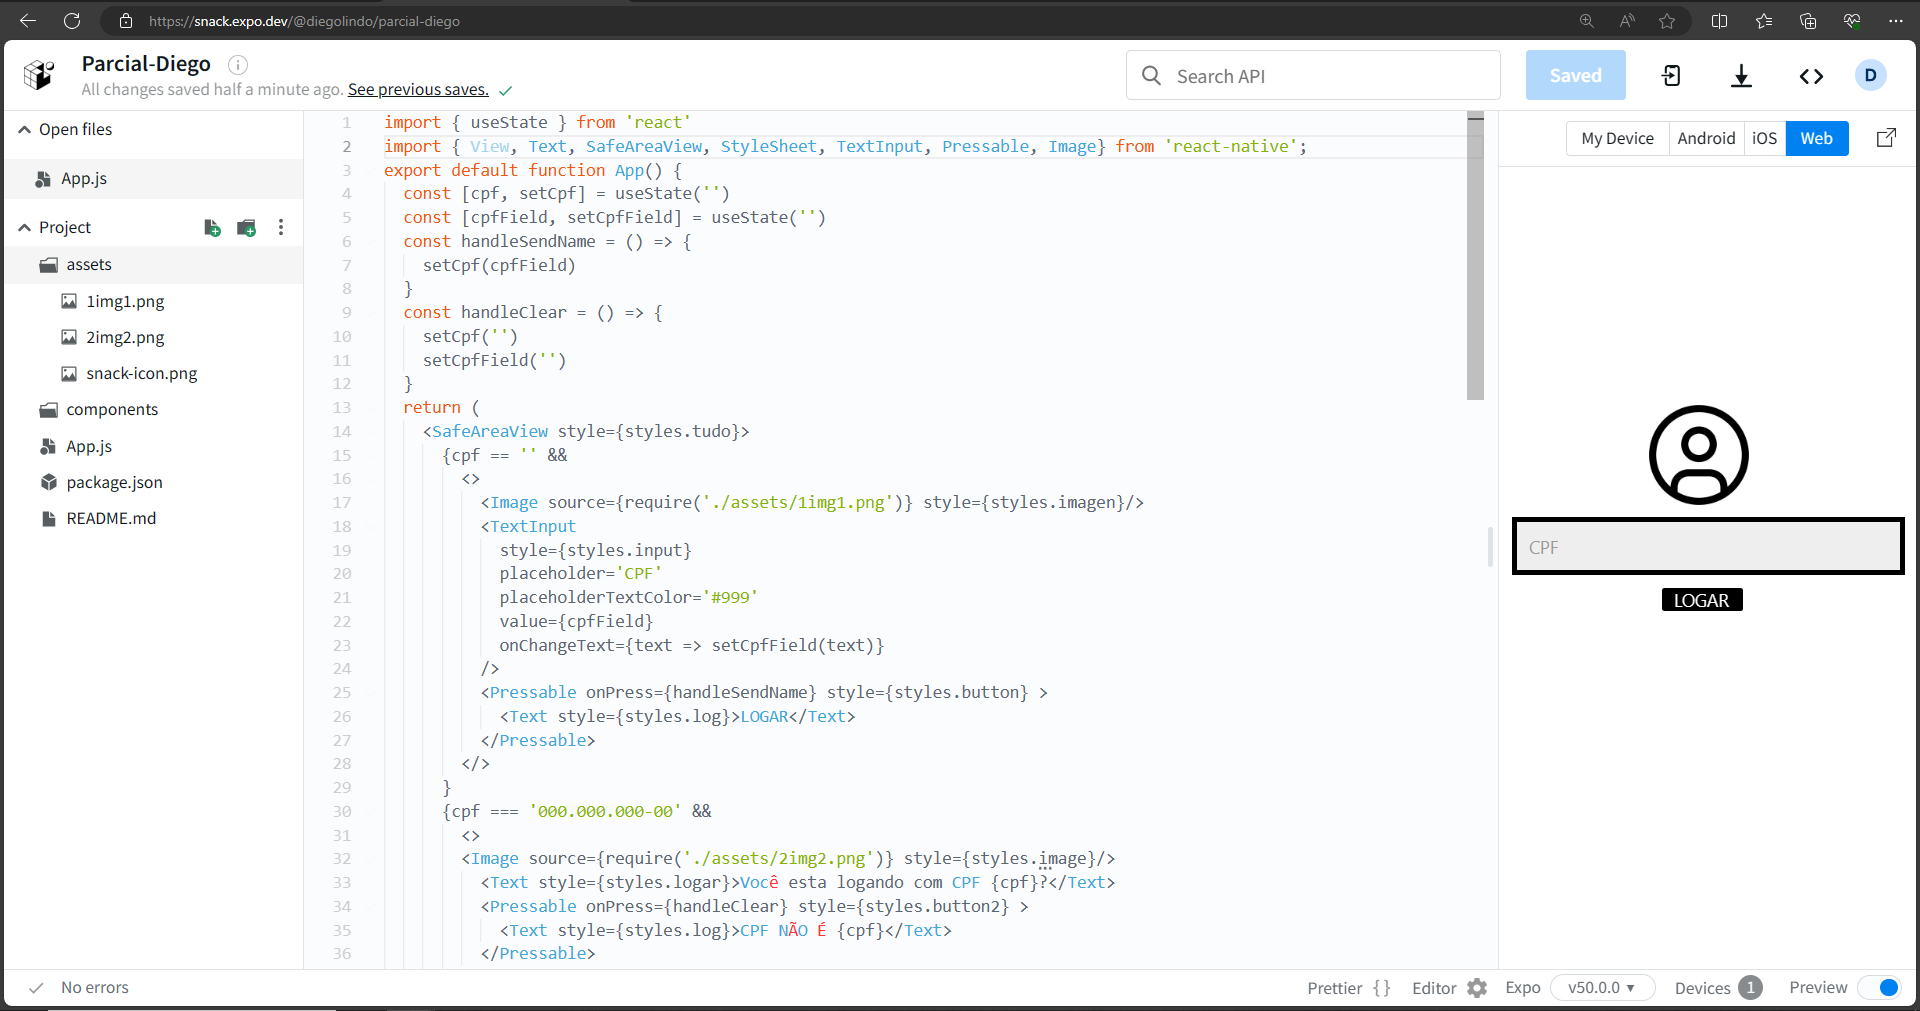 https://snack.expo.dev/@diegolindo/parcial-diego
Parcial-Diego
All changes saved half a minute ago. See previous saves.
Search API
Saved
D
Open files
App.js
Project
assets
1img1.png
2img2.png
snack-icon.png
components
App.js
package.json
README.md
1 import { useState } from 'react'
2 import { View, Text, SafeAreaView, StyleSheet, TextInput, Pressable, Image} from 'react-native';
3 export default function App() {
4 const [cpf, setCpf] = useState('')
5 const [cpfField, setCpfField] = useState('')
6 const handleSendName = () => {
7 setCpf(cpfField)
8 }
9 const handleClear = () => {
10 setCpf('')
11 setCpfField('')
12 }
13 return (
14 <SafeAreaView style={styles.tudo}>
15 {cpf == '' &&
16 <>
17 <Image source={require('./assets/1img1.png')} style={styles.imagen}/>
18 <TextInput
19 style={styles.input}
20 placeholder='CPF'
21 placeholderTextColor='#999'
22 value={cpfField}
23 onChangeText={text => setCpfField(text)}
24 />
25 <Pressable onPress={handleSendName} style={styles.button} >
26 <Text style={styles.log}>LOGAR</Text>
27 </Pressable>
28 </>
29 }
30 {cpf === '000.000.000-00' &&
31 <>
32 <Image source={require('./assets/2img2.png')} style={styles.image}/>
33 <Text style={styles.logar}>Você esta logando com CPF {cpf}?</Text>
34 <Pressable onPress={handleClear} style={styles.button2} >
35 <Text style={styles.log}>CPF NÃO É {cpf}</Text>
36 </Pressable>
My Device Android iOS Web
CPF
LOGAR
No errors
Prettier {} Editor Expo v50.0.0 Devices 1 Preview